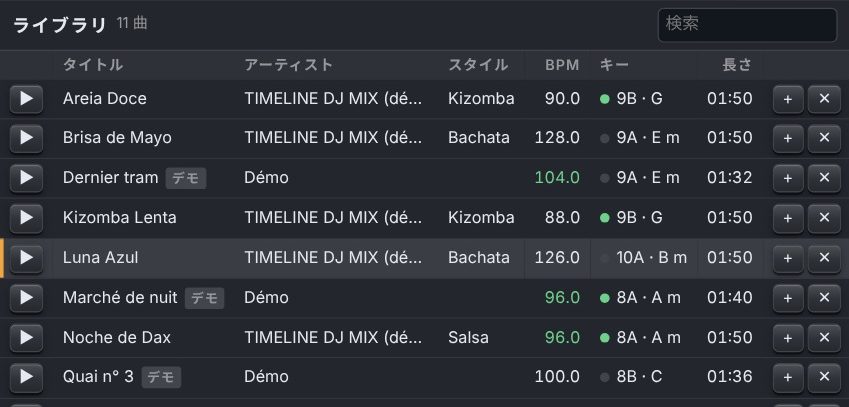 ライブラリ 11 曲 検索
タイトル アーティスト スタイル BPM キー 長さ
Areia Doce TIMELINE DJ MIX (dé... Kizomba 90.0 9B · G 01:50 + ×
Brisa de Mayo TIMELINE DJ MIX (dé... Bachata 128.0 9A · E m 01:50 + ×
Dernier tram デモ Démo 104.0 9A · E m 01:32 + ×
Kizomba Lenta TIMELINE DJ MIX (dé... Kizomba 88.0 9B · G 01:50 + ×
Luna Azul TIMELINE DJ MIX (dé... Bachata 126.0 10A · B m 01:50 + ×
Marché de nuit デモ Démo 96.0 8A · A m 01:40 + ×
Noche de Dax TIMELINE DJ MIX (dé... Salsa 96.0 8A · A m 01:50 + ×
Quai n° 3 デモ Démo 100.0 8B · C 01:36 + ×